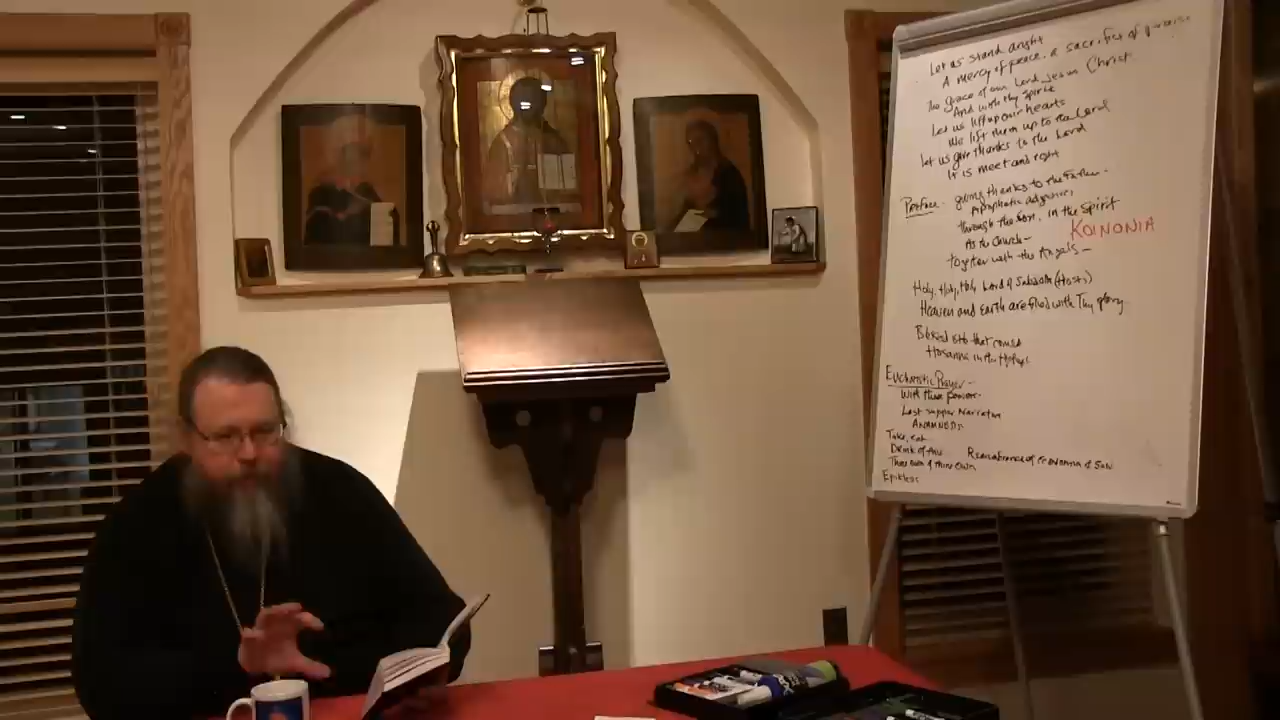 Let us stand aright
A mercy of peace, a sacrifice of praise
The grace of our Lord Jesus Christ
And with thy spirit
Let us lift up our hearts
We lift them up to the Lord
Let us give thanks to the Lord
It is meet and right
Preface - giving thanks to the Father -
Apophatic
through the Son, in the Spirit
KOINONIA
As the Church -
together with the Angels -
Holy, Holy, Holy Lord of Sabaoth (Hosts)
Heaven and Earth are filled with Thy glory
Blessed is he that comes
Hosanna in the Highest
Eucharistic Prayer -
With these
Last Supper Narration
ANAMNESIS
Take, eat
Drink of this
Remembrance of of Son
Thine own of thine own
Epiklesis